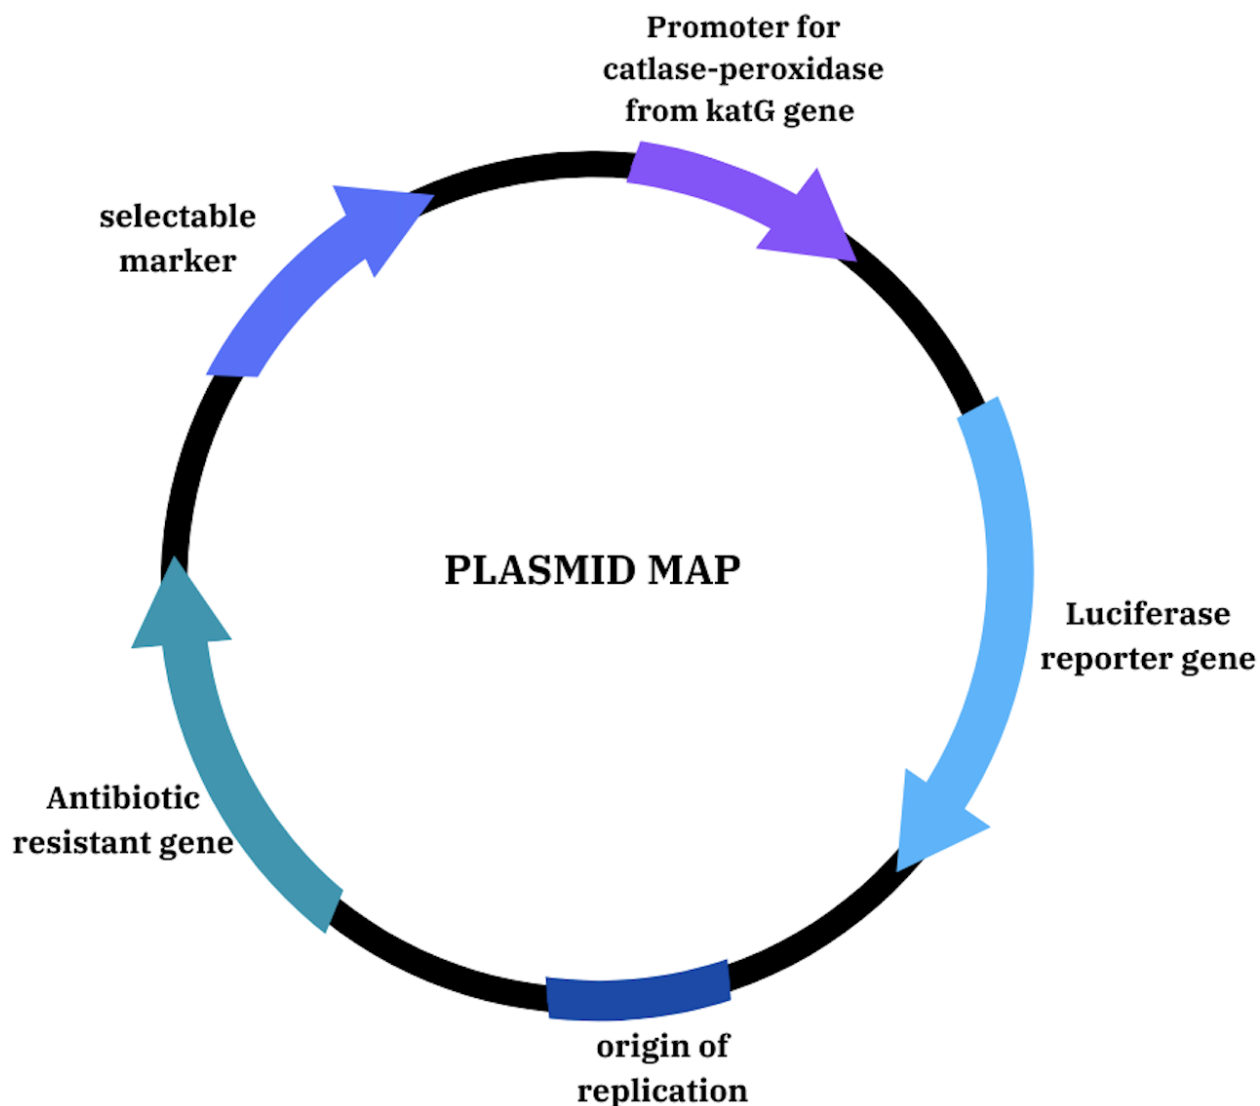 Promoter for
catlase-peroxidase
from katG gene
selectable
marker
PLASMID MAP
Luciferase
reporter gene
Antibiotic
resistant gene
origin of
replication